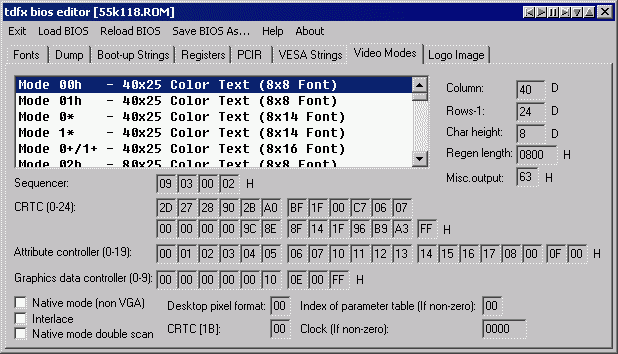 tdfx bios editor [55k118.ROM]
Exit Load BIOS Reload BIOS Save BIOS As... Help About
Fonts Dump Boot-up Strings Registers PCIR VESA Strings Video Modes Logo Image
Mode 00h - 40x25 Color Text (8x8 Font)
Mode 01h - 40x25 Color Text (8x8 Font)
Mode 0* - 40x25 Color Text (8x14 Font)
Mode 1* - 40x25 Color Text (8x14 Font)
Mode 0+/1+ - 40x25 Color Text (8x16 Font)
Mode 02h - 80x25 Color Text (8x8 Font)
Column: 40 D
Rows-1: 24 D
Char height: 8 D
Regen length: 0800 H
Misc.output: 63 H
Sequencer: 09 03 00 02 H
CRTC (0-24): 2D 27 28 90 2B A0 BF 1F 00 C7 06 07
00 00 00 00 9C 8E 8F 14 1F 96 B9 A3 FF H
Attribute controller (0-19): 00 01 02 03 04 05 06 07 10 11 12 13 14 15 16 17 08 00 0F 00 H
Graphics data controller (0-9): 00 00 00 00 00 10 0E 00 FF H
Native mode (non VGA)
Interlace
Native mode double scan
Desktop pixel format: 00 Index of parameter table (If non-zero): 00
CRTC [1B]: 00 Clock (If non-zero): 0000